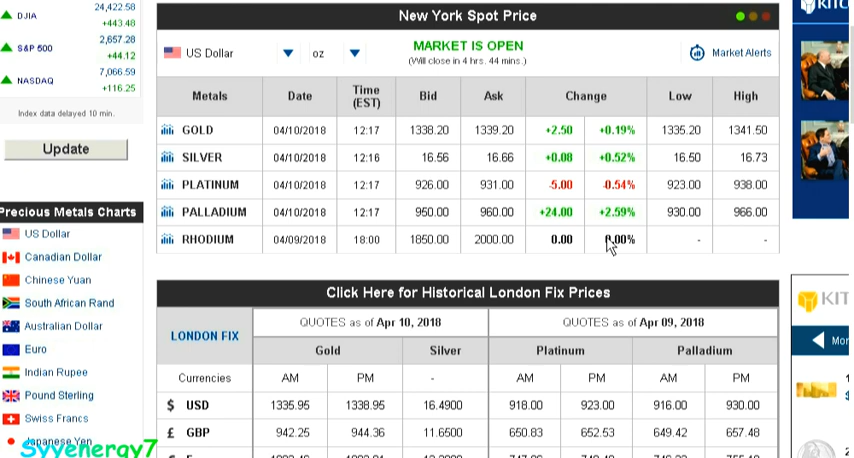 24,422.58
DJIA
+443.48
2,657.28
S&P 500
+44.12
7,066.59
NASDAQ
+116.25
Index data delayed 10 min.
Update
Precious Metals Charts
US Dollar
Canadian Dollar
Chinese Yuan
South African Rand
Australian Dollar
Euro
Indian Rupee
Pound Sterling
Swiss Francs
Japanese Yen
Syvenergy7
New York Spot Price
US Dollar oz MARKET IS OPEN Market Alerts
(Will close in 4 hrs. 44 mins.)
Metals Date Time (EST) Bid Ask Change Low High
GOLD 04/10/2018 12:17 1338.20 1339.20 +2.50 +0.19% 1335.20 1341.50
SILVER 04/10/2018 12:16 16.56 16.66 +0.08 +0.52% 16.50 16.73
PLATINUM 04/10/2018 12:17 926.00 931.00 -5.00 -0.54% 923.00 938.00
PALLADIUM 04/10/2018 12:17 950.00 960.00 +24.00 +2.59% 930.00 966.00
RHODIUM 04/09/2018 18:00 1850.00 2000.00 0.00 0.00% - -
Click Here for Historical London Fix Prices
LONDON FIX QUOTES as of Apr 10, 2018 QUOTES as of Apr 09, 2018
Gold Silver Platinum Palladium
Currencies AM PM - AM PM AM PM
$ USD 1335.95 1338.95 16.4900 918.00 923.00 916.00 930.00
£ GBP 942.25 944.36 11.6500 650.83 652.53 649.42 657.48